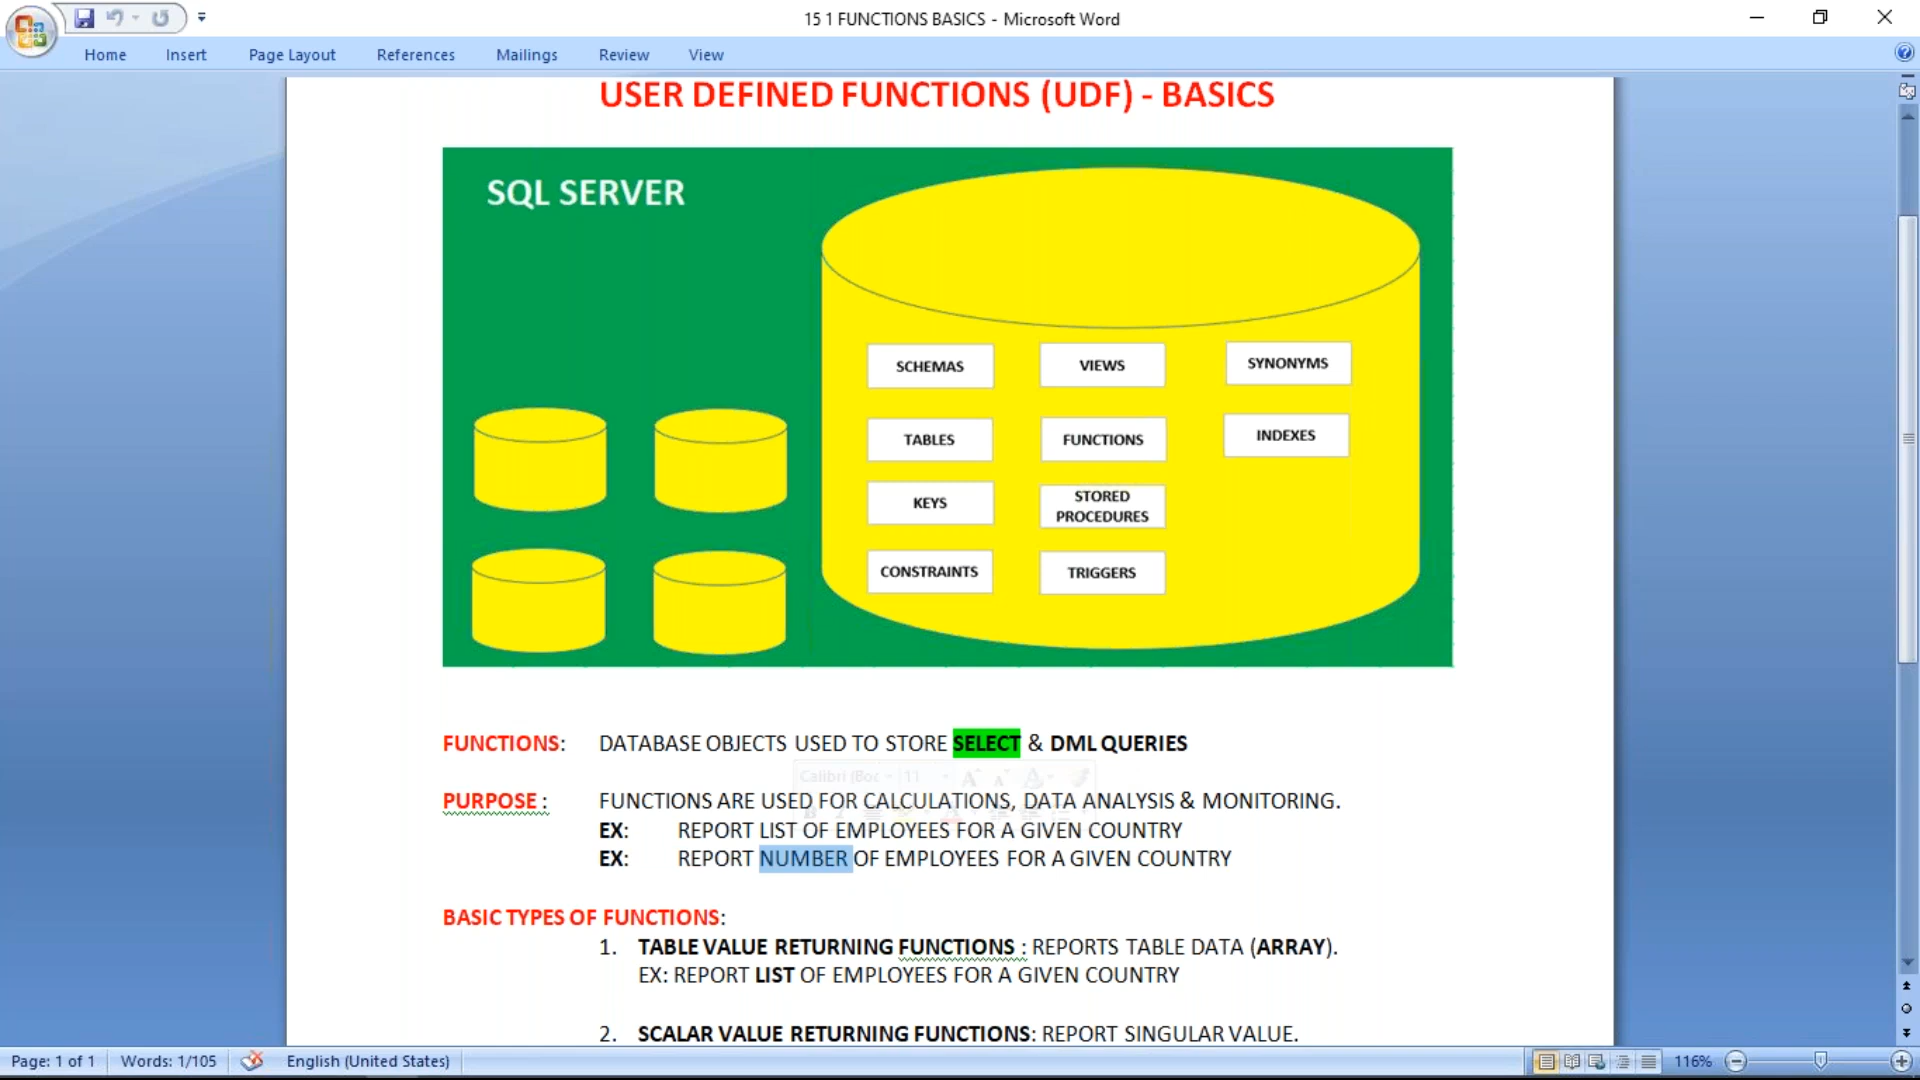 15 1 FUNCTIONS BASICS - Microsoft Word
Home Insert Page Layout References Mailings Review View
USER DEFINED FUNCTIONS (UDF) - BASICS
SQL SERVER
SCHEMAS VIEWS SYNONYMS
TABLES FUNCTIONS INDEXES
KEYS STORED PROCEDURES
CONSTRAINTS TRIGGERS
FUNCTIONS: DATABASE OBJECTS USED TO STORE SELECT & DML QUERIES
Calibri (Boc 11
PURPOSE : FUNCTIONS ARE USED FOR CALCULATIONS, DATA ANALYSIS & MONITORING.
EX: REPORT LIST OF EMPLOYEES FOR A GIVEN COUNTRY
EX: REPORT NUMBER OF EMPLOYEES FOR A GIVEN COUNTRY
BASIC TYPES OF FUNCTIONS:
1. TABLE VALUE RETURNING FUNCTIONS : REPORTS TABLE DATA (ARRAY).
EX: REPORT LIST OF EMPLOYEES FOR A GIVEN COUNTRY
2. SCALAR VALUE RETURNING FUNCTIONS: REPORT SINGULAR VALUE.
Page: 1 of 1 Words: 1/105 English (United States) 116%